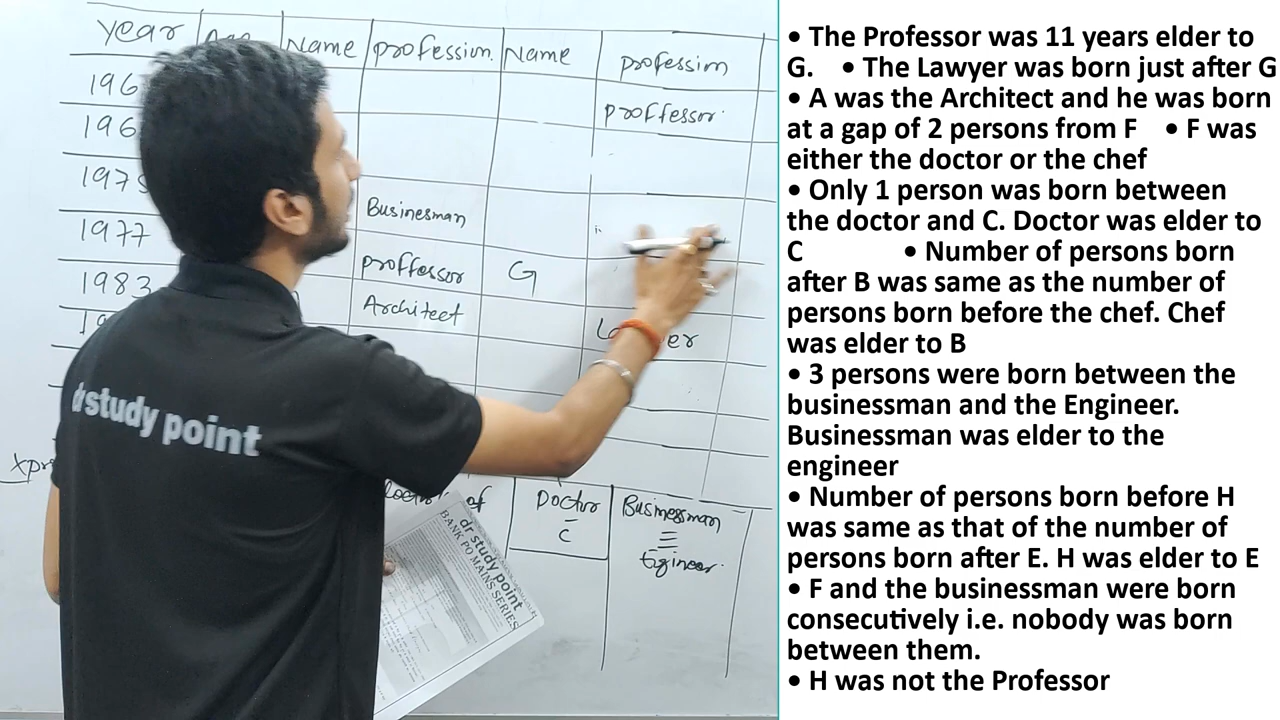 year Name profession. Name profession
196
proffessor.
196
1975
Businesman
1977
proffessor G
1983
Architect
er
of
Doctor
–
C
Businessman
☰
Egineer.
dr study point
dr study point
BANK PO MAINS SERIES
• The Professor was 11 years elder to
G. • The Lawyer was born just after G
• A was the Architect and he was born
at a gap of 2 persons from F • F was
either the doctor or the chef
• Only 1 person was born between
the doctor and C. Doctor was elder to
C • Number of persons born
after B was same as the number of
persons born before the chef. Chef
was elder to B
• 3 persons were born between the
businessman and the Engineer.
Businessman was elder to the
engineer
• Number of persons born before H
was same as that of the number of
persons born after E. H was elder to E
• F and the businessman were born
consecutively i.e. nobody was born
between them.
• H was not the Professor